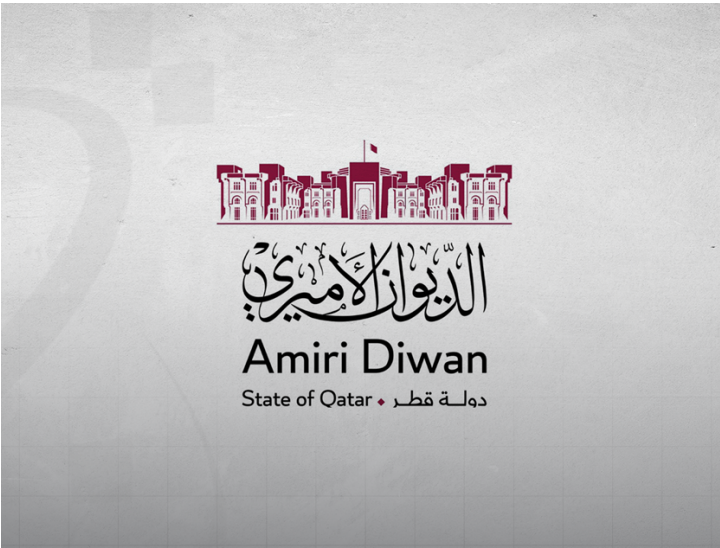 الديوان الأميري
Amiri Diwan
State of Qatar • دولة قطر